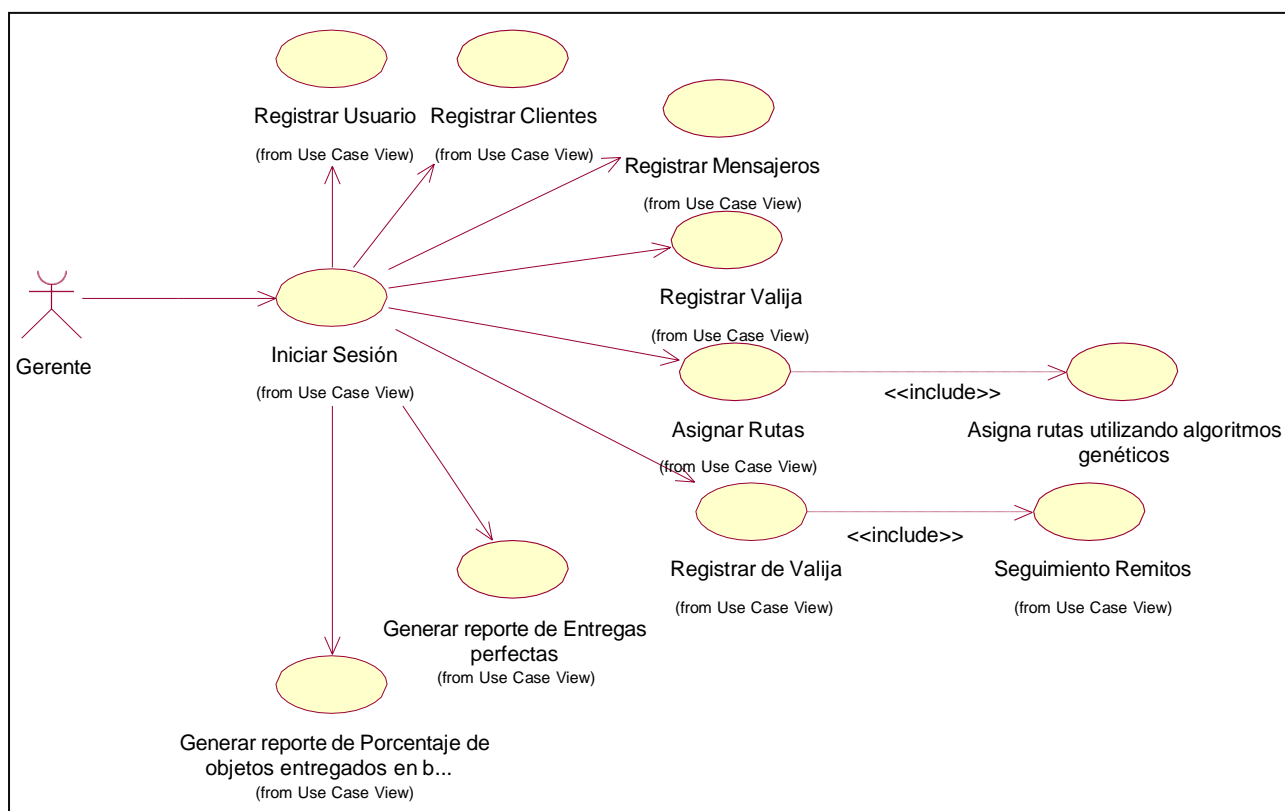 Registrar Usuario
(from Use Case View)
Registrar Clientes
(from Use Case View)
Registrar Mensajeros
(from Use Case View)
Registrar Valija
(from Use Case View)
Gerente
Iniciar Sesión
(from Use Case View)
Asignar Rutas
(from Use Case View)
<<include>>
Asigna rutas utilizando algoritmos
genéticos
Registrar de Valija
(from Use Case View)
<<include>>
Seguimiento Remitos
(from Use Case View)
Generar reporte de Entregas
perfectas
(from Use Case View)
Generar reporte de Porcentaje de
objetos entregados en b...
(from Use Case View)